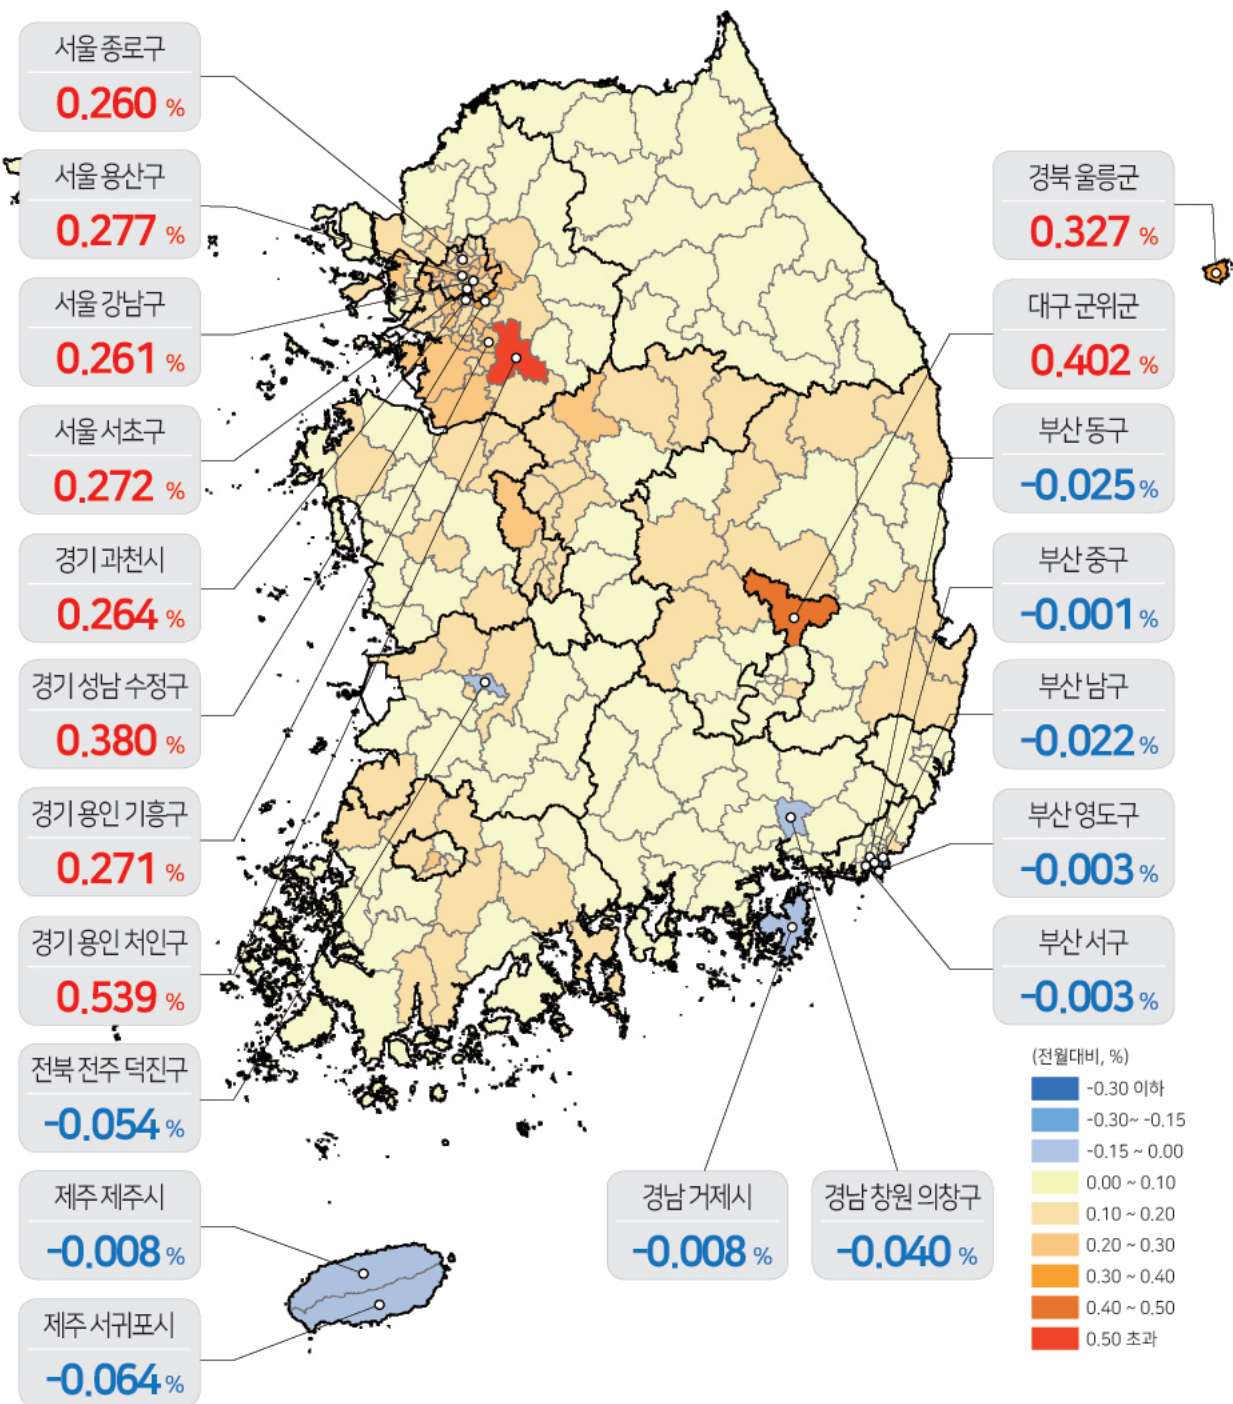 서울 종로구
0.260 %
서울 용산구
0.277 %
서울 강남구
0.261 %
서울 서초구
0.272 %
경기 과천시
0.264 %
경기 성남 수정구
0.380 %
경기 용인 기흥구
0.271 %
경기 용인 처인구
0.539 %
전북 전주 덕진구
-0.054 %
제주 제주시
-0.008 %
제주 서귀포시
-0.064 %
경북 울릉군
0.327 %
대구 군위군
0.402 %
부산 동구
-0.025 %
부산 중구
-0.001 %
부산 남구
-0.022 %
부산 영도구
-0.003 %
부산 서구
-0.003 %
경남 거제시
-0.008 %
경남 창원 의창구
-0.040 %
(전월대비, %)
-0.30 이하
-0.30~ -0.15
-0.15 ~ 0.00
0.00 ~ 0.10
0.10 ~ 0.20
0.20 ~ 0.30
0.30 ~ 0.40
0.40 ~ 0.50
0.50 초과